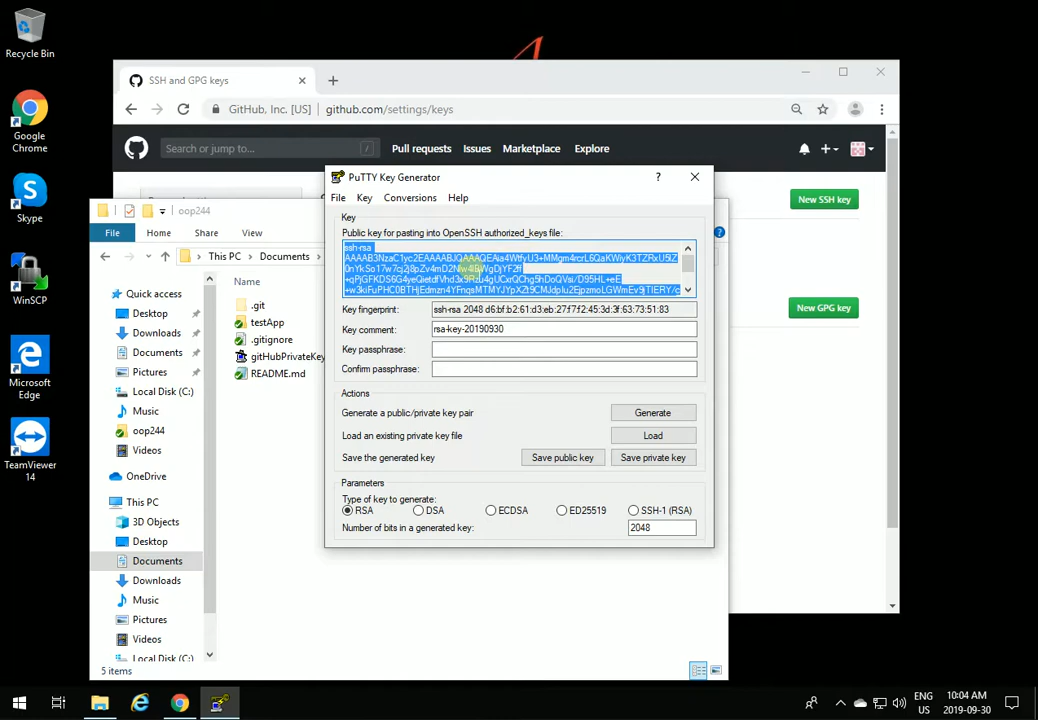 Recycle Bin
Google
Chrome
Skype
WinSCP
Microsoft
Edge
TeamViewer
14
SSH and GPG keys
GitHub, Inc. [US]
github.com/settings/keys
Search or jump to...
/
Pull requests
Issues
Marketplace
Explore
New SSH key
New GPG key
oop244
File
Home
Share
View
This PC
Documents
Quick access
Desktop
Downloads
Documents
Pictures
Local Disk (C:)
Music
oop244
Videos
OneDrive
This PC
3D Objects
Desktop
Documents
Downloads
Music
Pictures
Videos
Local Disk (C:)
Name
.git
testApp
.gitignore
gitHubPrivateKey
README.md
5 items
PuTTY Key Generator
?
File
Key
Conversions
Help
Key
Public key for pasting into OpenSSH authorized_keys file:
ssh-rsa
Key fingerprint:
ssh-rsa 2048 d6:bf:b2:61:d3:eb:27:f7:f2:45:3d:3f:63:73:51:83
Key comment:
rsa-key-20190930
Key passphrase:
Confirm passphrase:
Actions
Generate a public/private key pair
Generate
Load an existing private key file
Load
Save the generated key
Save public key
Save private key
Parameters
Type of key to generate:
RSA
DSA
ECDSA
ED25519
SSH-1 (RSA)
Number of bits in a generated key:
2048
ENG
US
10:04 AM
2019-09-30